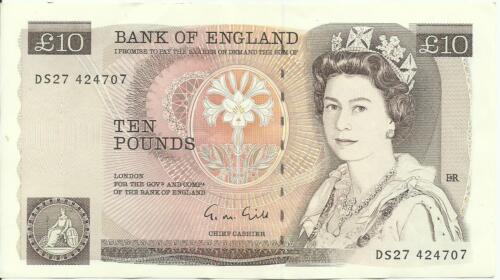 £10
BANK OF ENGLAND
£10
I PROMISE TO PAY THE BEARER ON DEMAND THE SUM OF
DS27 424707
TEN
POUNDS
LONDON
FOR THE GOVR AND COMPA
OF THE BANK OF ENGLAND
G. M. Gill
CHIEF CASHIER
EIIR
DS27 424707